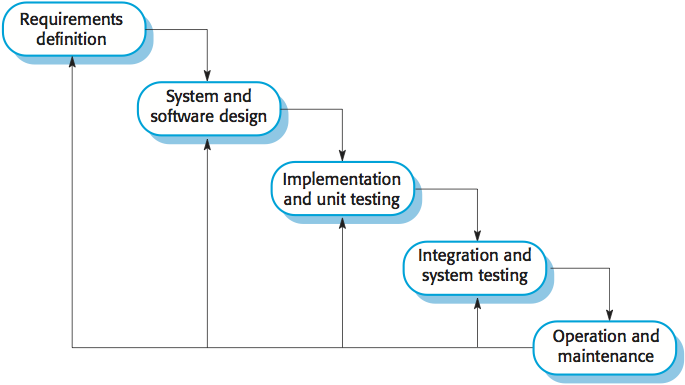 Requirements
definition
System and
software design
Implementation
and unit testing
Integration and
system testing
Operation and
maintenance